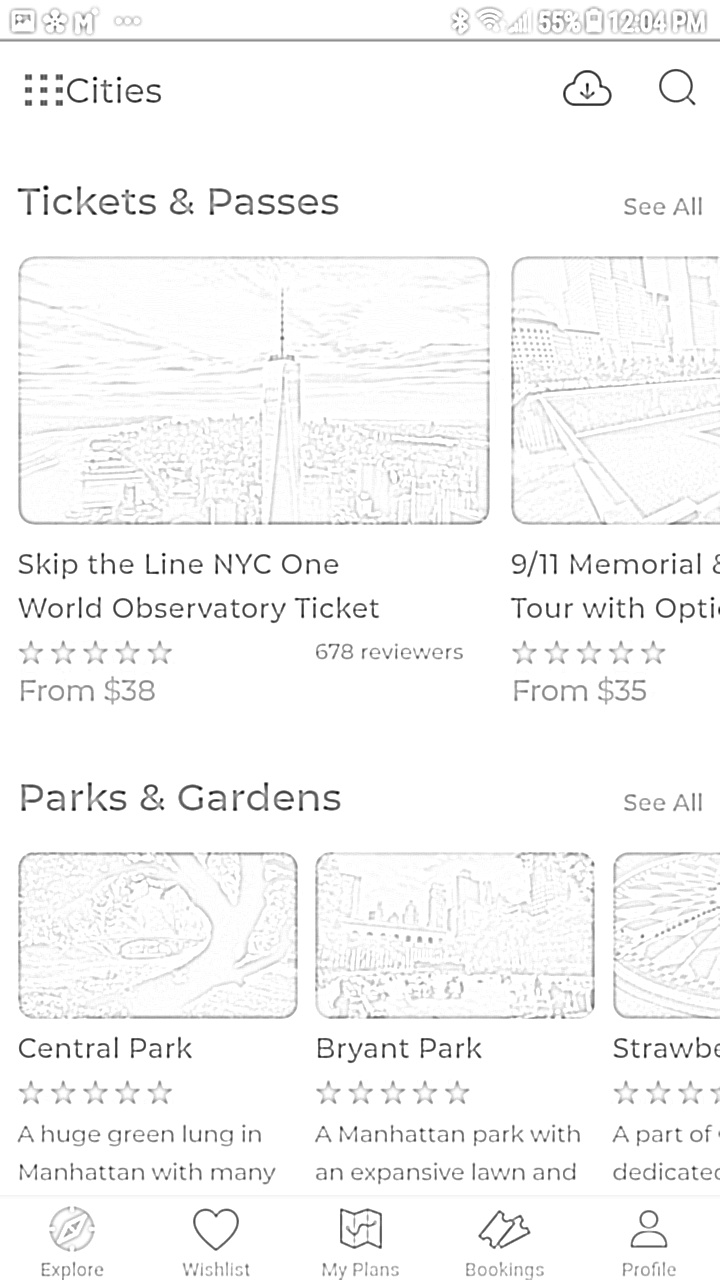 55% 12:04 PM
Cities
Tickets & Passes
See All
Skip the Line NYC One
World Observatory Ticket
678 reviewers
From $38
9/11 Memorial &
Tour with Opti
From $35
Parks & Gardens
See All
Central Park
A huge green lung in
Manhattan with many
Bryant Park
A Manhattan park with
an expansive lawn and
Strawbe
A part of
dedicated
Explore
Wishlist
My Plans
Bookings
Profile